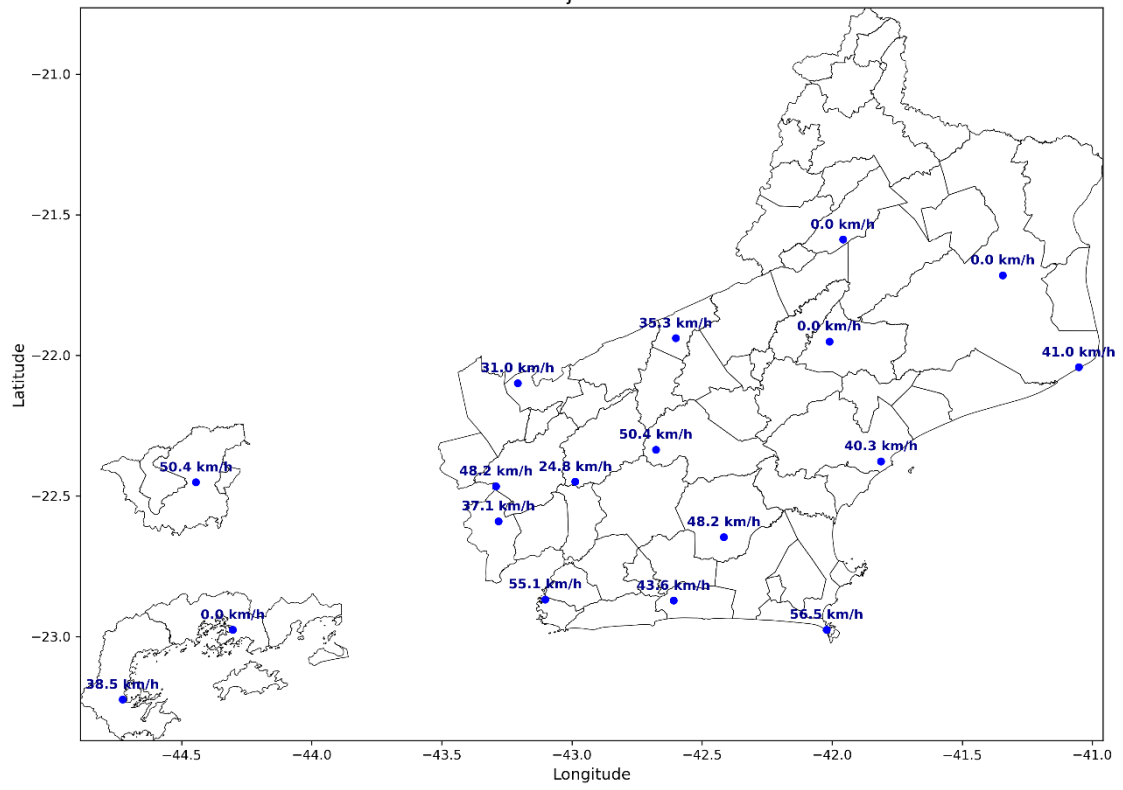 −21.0
−21.5
0.0 km/h
0.0 km/h
35.3 km/h
0.0 km/h
−22.0
41.0 km/h
31.0 km/h
50.4 km/h
40.3 km/h
50.4 km/h
48.2 km/h
24.8 km/h
−22.5
37.1 km/h
48.2 km/h
55.1 km/h
43.6 km/h
0.0 km/h
56.5 km/h
−23.0
38.5 km/h
Latitude
−44.5
−44.0
−43.5
−43.0
−42.5
−42.0
−41.5
−41.0
Longitude